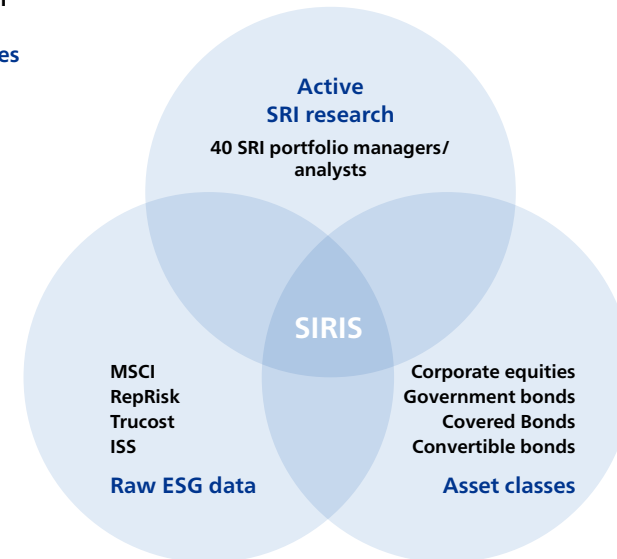 es
Active
SRI research
40 SRI portfolio managers/
analysts
SIRIS
MSCI
RepRisk
Trucost
ISS
Raw ESG data
Corporate equities
Government bonds
Covered Bonds
Convertible bonds
Asset classes